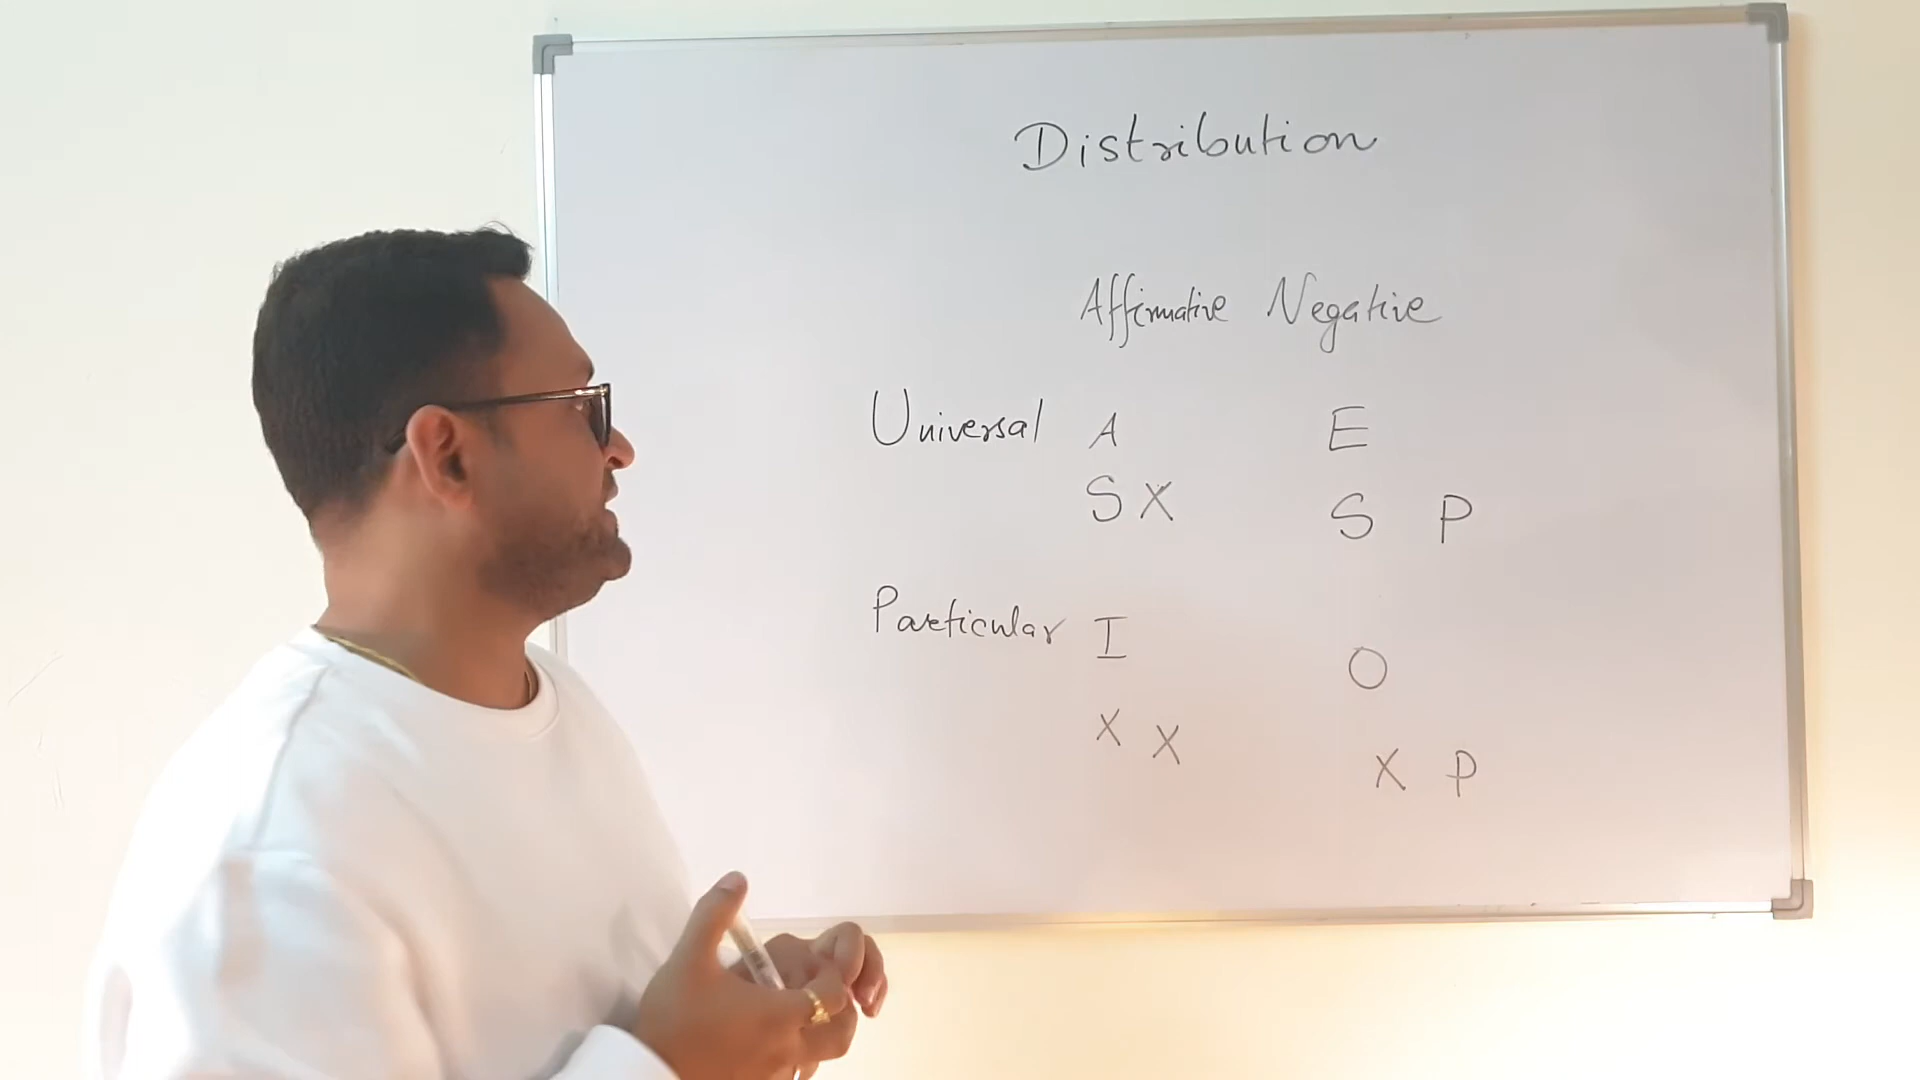 Distribution
Affirmative Negative
Universal A E
S X S P
Particular I O
X X X P